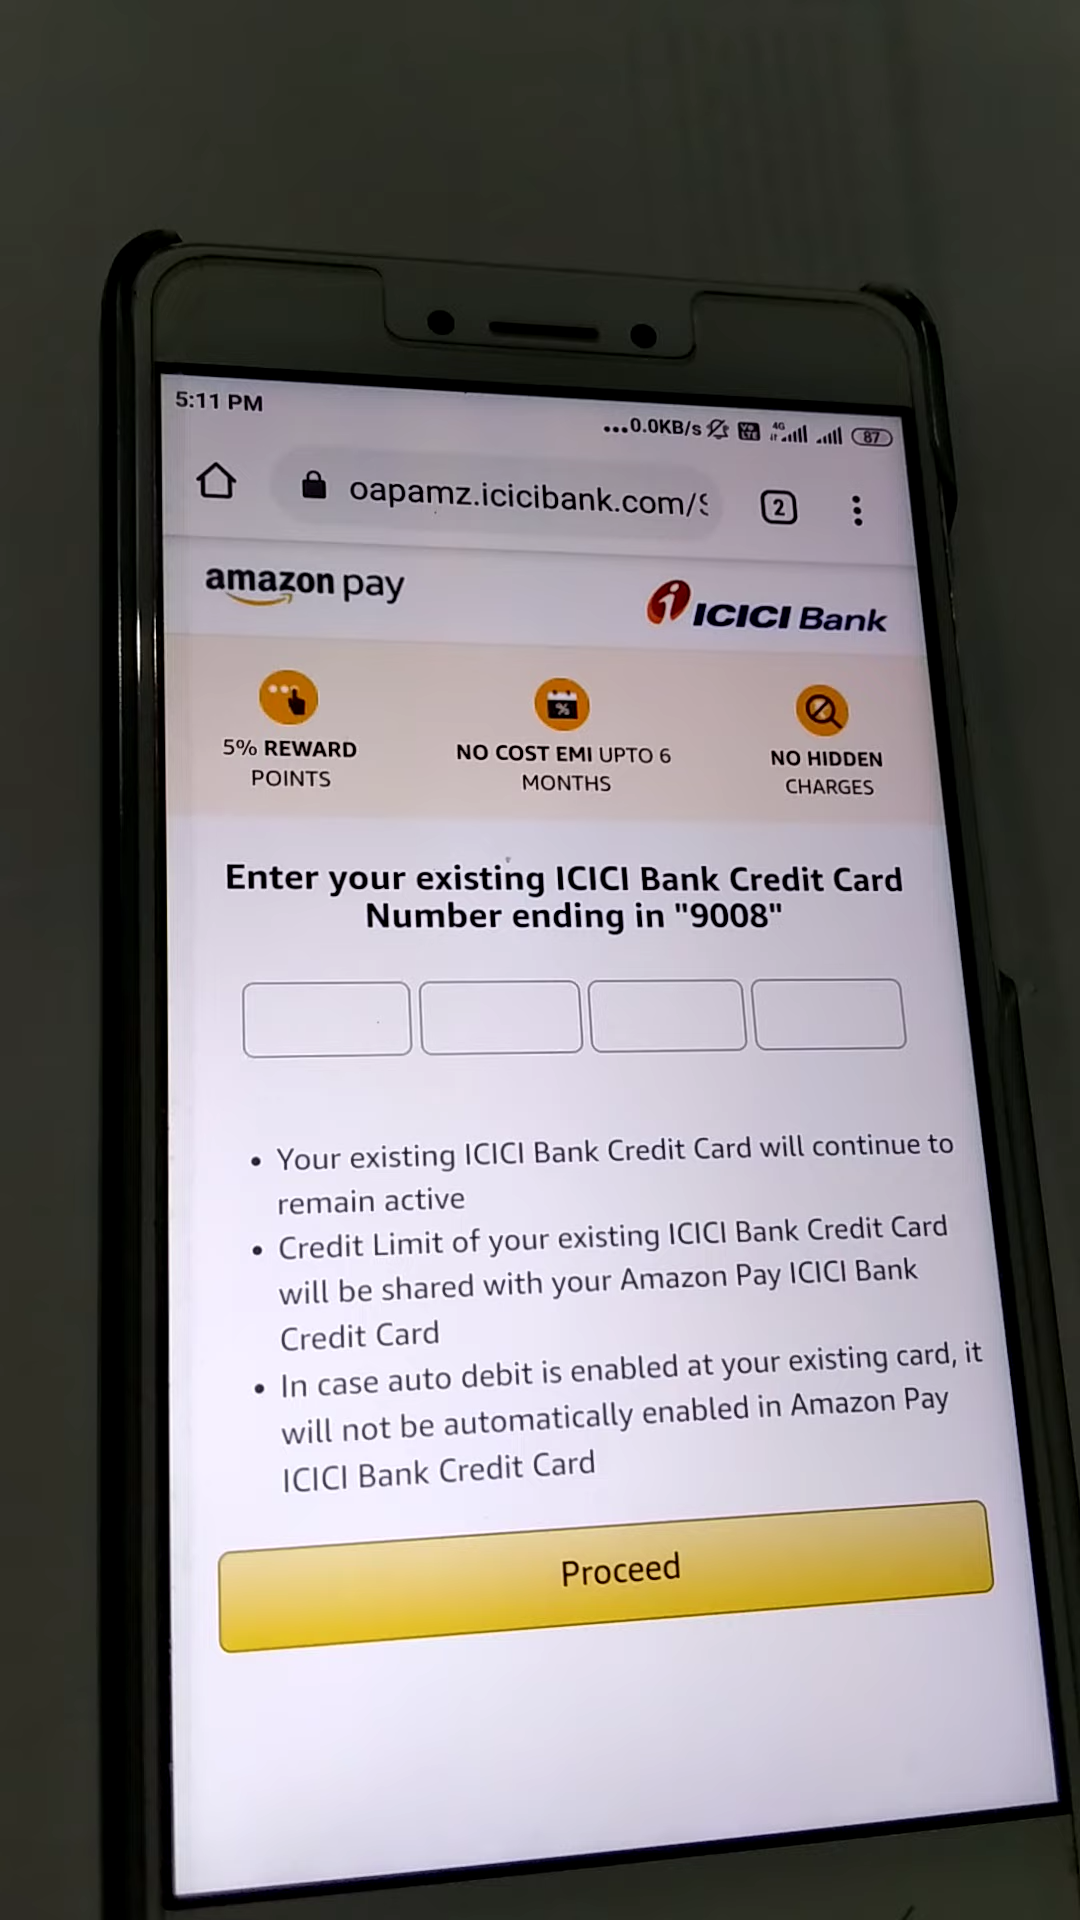 5:11 PM
...0.0KB/s 4G 87
oapamz.icicibank.com/S
2
amazon pay
ICICI Bank
5% REWARD POINTS
NO COST EMI UPTO 6 MONTHS
NO HIDDEN CHARGES
Enter your existing ICICI Bank Credit Card
Number ending in "9008"
• Your existing ICICI Bank Credit Card will continue to
remain active
• Credit Limit of your existing ICICI Bank Credit Card
will be shared with your Amazon Pay ICICI Bank
Credit Card
• In case auto debit is enabled at your existing card, it
will not be automatically enabled in Amazon Pay
ICICI Bank Credit Card
Proceed